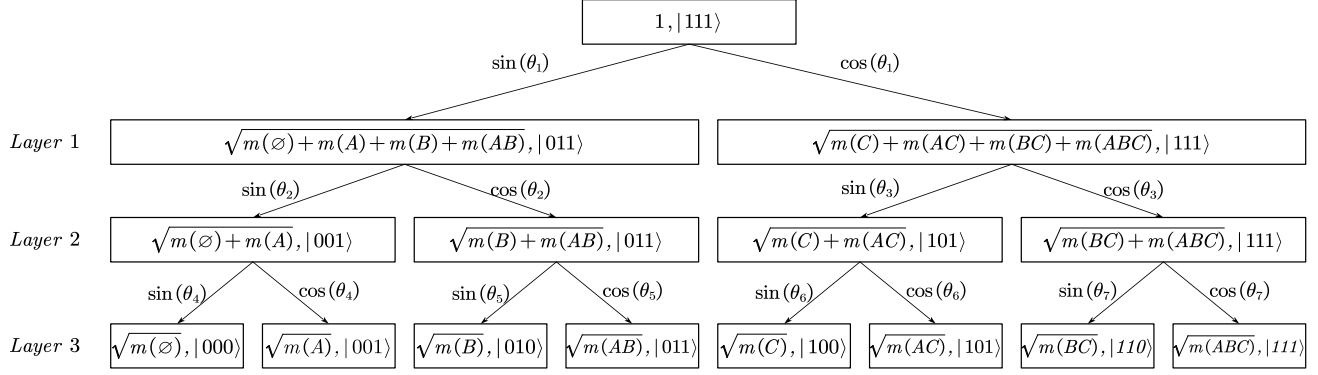 1,|111⟩
sin(θ₁) cos(θ₁)
Layer 1 √m(∅)+m(A)+m(B)+m(AB),|011⟩ √m(C)+m(AC)+m(BC)+m(ABC),|111⟩
sin(θ₂) cos(θ₂) sin(θ₃) cos(θ₃)
Layer 2 √m(∅)+m(A),|001⟩ √m(B)+m(AB),|011⟩ √m(C)+m(AC),|101⟩ √m(BC)+m(ABC),|111⟩
sin(θ₄) cos(θ₄) sin(θ₅) cos(θ₅) sin(θ₆) cos(θ₆) sin(θ₇) cos(θ₇)
Layer 3 √m(∅),|000⟩ √m(A),|001⟩ √m(B),|010⟩ √m(AB),|011⟩ √m(C),|100⟩ √m(AC),|101⟩ √m(BC),|110⟩ √m(ABC),|111⟩